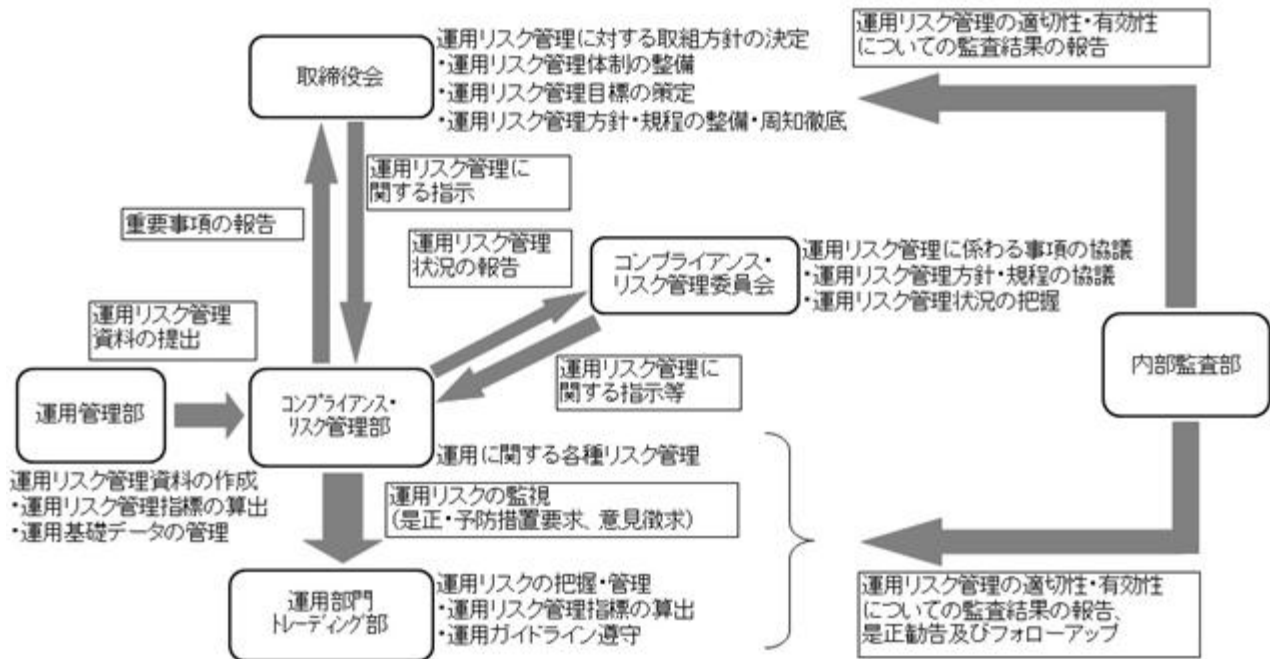 運用リスク管理に対する取組方針の決定
・運用リスク管理体制の整備
・運用リスク管理目標の策定
・運用リスク管理方針・規程の整備・周知徹底
取締役会
運用リスク管理の適切性・有効性
についての監査結果の報告
運用リスク管理に
関する指示
重要事項の報告
運用リスク管理
状況の報告
コンプライアンス・
リスク管理委員会
運用リスク管理に係わる事項の協議
・運用リスク管理方針・規程の協議
・運用リスク管理状況の把握
運用リスク管理
資料の提出
運用リスク管理に
関する指示等
内部監査部
運用管理部
コンプライアンス・
リスク管理部
運用に関する各種リスク管理
運用リスク管理資料の作成
・運用リスク管理指標の算出
・運用基礎データの管理
運用リスクの監視
(是正・予防措置要求、意見徴求)
運用部門
トレーディング部
運用リスクの把握・管理
・運用リスク管理指標の算出
・運用ガイドライン遵守
運用リスク管理の適切性・有効性
についての監査結果の報告、
是正勧告及びフォローアップ